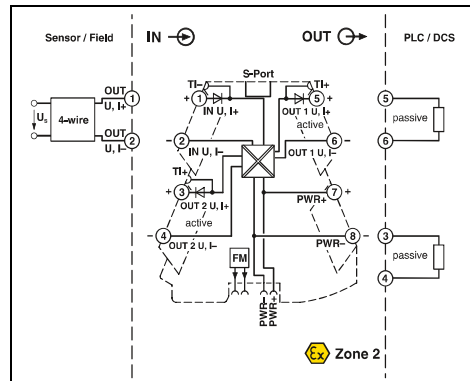 Sensor / Field
IN
OUT
PLC / DCS
S-Port
TI–
TI+
OUT
U, I+
1
+
1
5
+
5
IN U, I+
OUT 1 U, I+
active
Us
4-wire
passive
OUT
U, I–
2
–
2
IN U, I–
OUT 1 U, I–
6
–
6
TI+
+
3
OUT 2 U, I+
active
PWR+
7
+
–
4
OUT 2 U, I–
PWR–
8
–
3
passive
4
FM
PWR–
PWR+
Ex
Zone 2